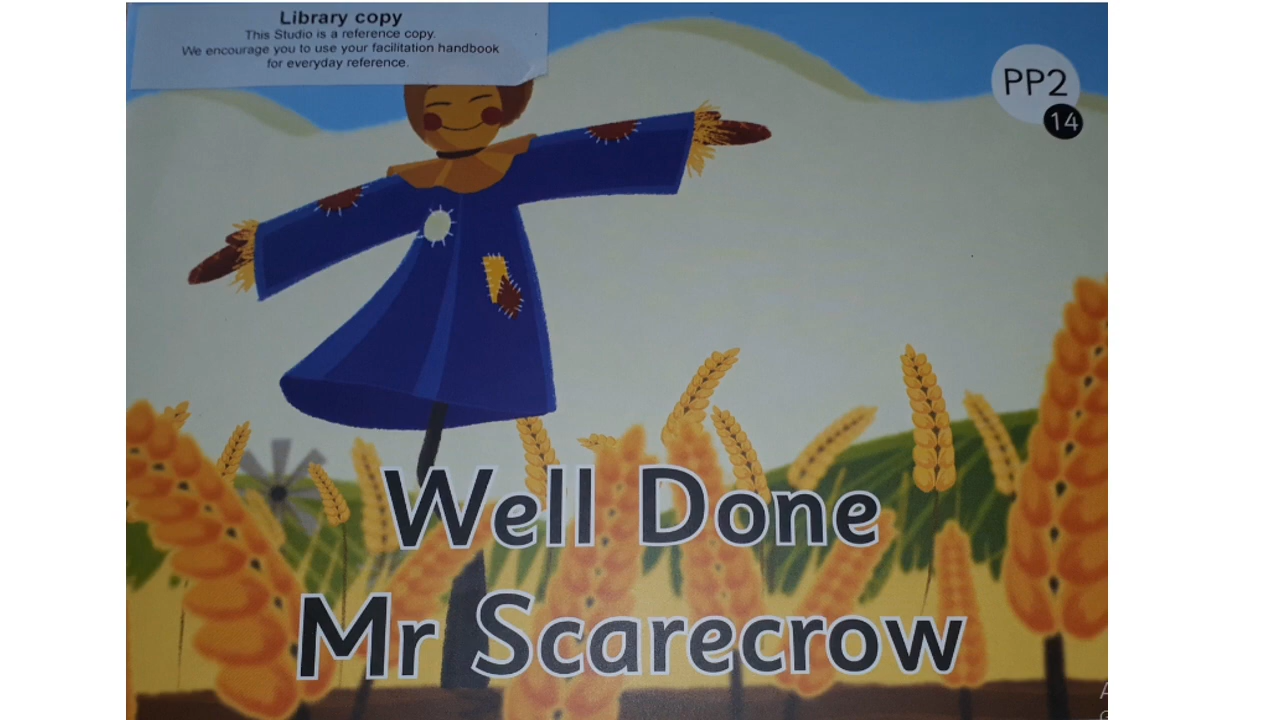 Library copy
This Studio is a reference copy.
We encourage you to use your facilitation handbook
for everyday reference.
PP2
14
Well Done
Mr Scarecrow